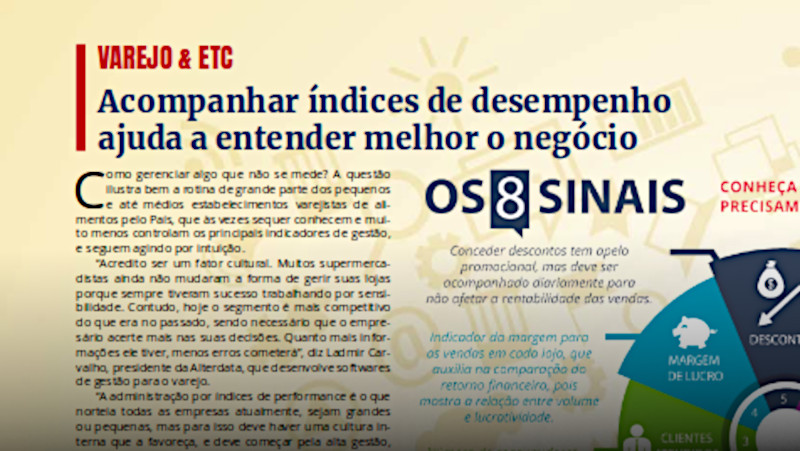 VAREJO & ETC
Acompanhar índices de desempenho
ajuda a entender melhor o negócio
Como gerenciar algo que não se mede? A questão
ilustra bem a rotina de grande parte dos pequenos
e até médios estabelecimentos varejistas de ali-
mentos pelo País, que às vezes sequer conhecem e mui-
to menos controlam os principais indicadores de gestão,
e seguem agindo por intuição.
"Acredito ser um fator cultural. Muitos supermerca-
distas ainda não mudaram a forma de gerir suas lojas
porque sempre tiveram sucesso trabalhando por sensi-
bilidade. Contudo, hoje o segmento é mais competitivo
do que era no passado, sendo necessário que o empre-
sário acerte mais nas suas decisões. Quanto mais infor-
mações ele tiver, menos erros cometerá", diz Ladmir Car-
valho, presidente da Alterdata, que desenvolve softwares
de gestão para o varejo.
"A administração por índices de performance é o que
norteia todas as empresas atualmente, sejam grandes
ou pequenas, mas para isso deve haver uma cultura in-
terna que a favoreça, e deve começar pela alta gestão,
OS 8 SINAIS
CONHEÇA
PRECISAM
Conceder descontos tem apelo
promocional, mas deve ser
acompanhado diariamente para
não afetar a rentabilidade das vendas.
Indicador da margem para
as vendas em cada loja, que
auxilia na comparação do
retorno financeiro, pois
mostra a relação entre volume
e lucratividade.
$
DESCONT
MARGEM
DE LUCRO
CLIENTES
5
4
3